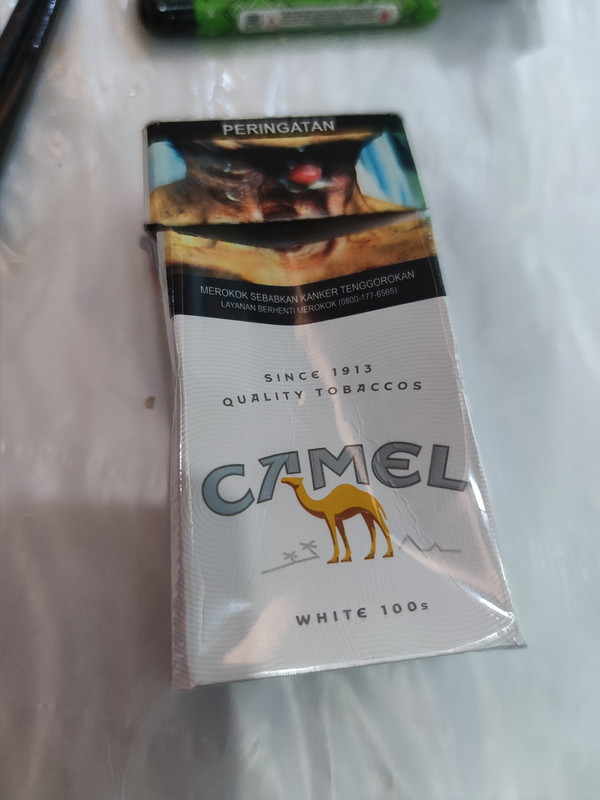 PERINGATAN
MEROKOK SEBABKAN KANKER TENGGOROKAN
LAYANAN BERHENTI MEROKOK (0800-177-6565)
SINCE 1913
QUALITY TOBACCOS
CAMEL
WHITE 100s